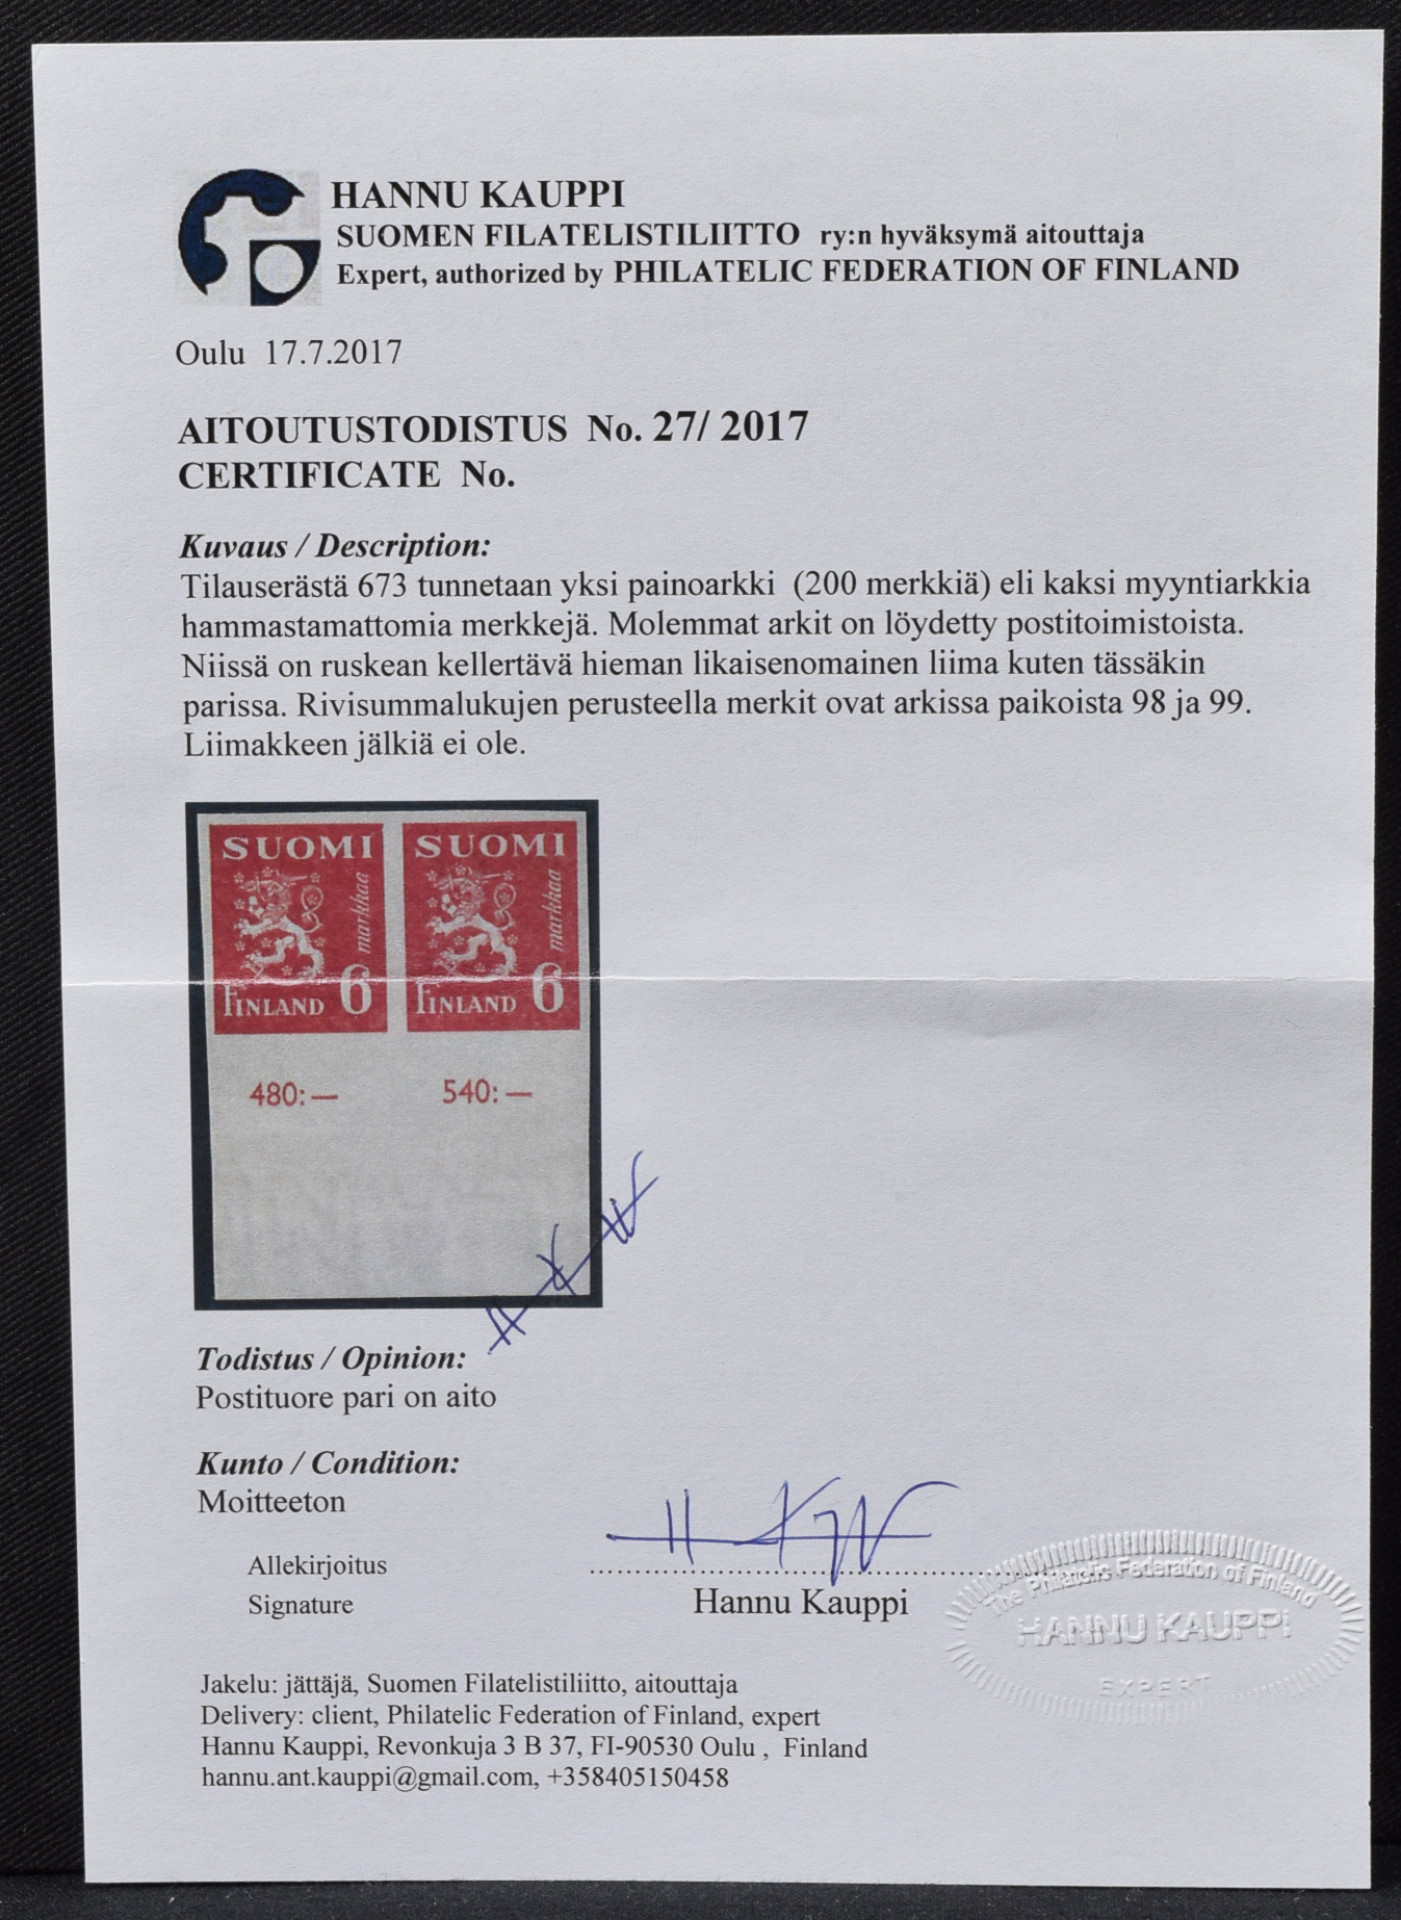 HANNU KAUPPI
SUOMEN FILATELISTILIITTO ry:n hyväksymä aitouttaja
Expert, authorized by PHILATELIC FEDERATION OF FINLAND
Oulu 17.7.2017
AITOUTUSTODISTUS No. 27/ 2017
CERTIFICATE No.
Kuvaus / Description:
Tilauserästä 673 tunnetaan yksi painoarkki (200 merkkiä) eli kaksi myyntiarkkia
hammastamattomia merkkejä. Molemmat arkit on löydetty postitoimistoista.
Niissä on ruskean kellertävä hieman likaisenomainen liima kuten tässäkin
parissa. Rivisummalukujen perusteella merkit ovat arkissa paikoista 98 ja 99.
Liimakkeen jälkiä ei ole.
SUOMI SUOMI
markkaa markkaa
FINLAND 6 FINLAND 6
480:— 540:—
Todistus / Opinion:
Postituore pari on aito
Kunto / Condition:
Moitteeton
Allekirjoitus
Signature
Hannu Kauppi
The Philatelic Federation of Finland
HANNU KAUPPI
EXPERT
Jakelu: jättäjä, Suomen Filatelistiliitto, aitouttaja
Delivery: client, Philatelic Federation of Finland, expert
Hannu Kauppi, Revonkuja 3 B 37, FI-90530 Oulu , Finland
hannu.ant.kauppi@gmail.com, +358405150458